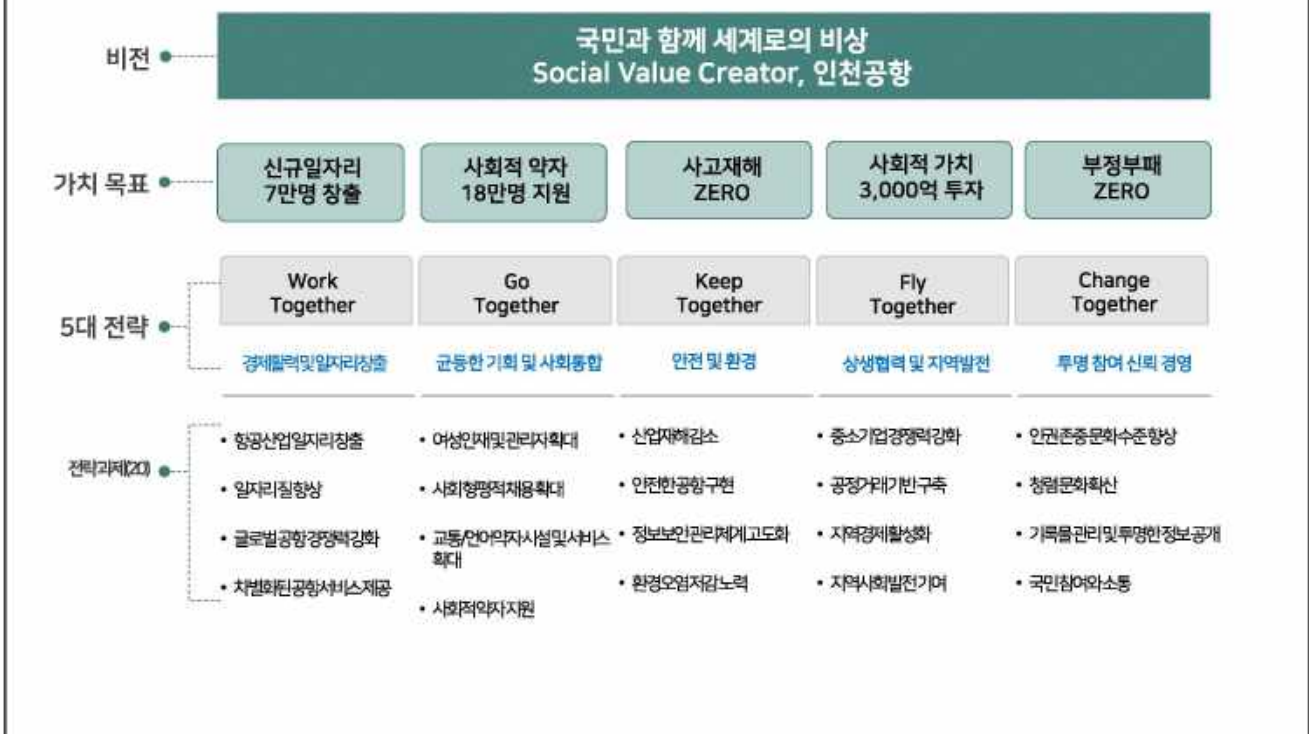 비전
국민과 함께 세계로의 비상
Social Value Creator, 인천공항
가치 목표
신규일자리
7만명 창출
사회적 약자
18만명 지원
사고재해
ZERO
사회적 가치
3,000억 투자
부정부패
ZERO
5대 전략
Work
Together
Go
Together
Keep
Together
Fly
Together
Change
Together
경제활력및일자리창출
균등한 기회 및 사회통합
안전 및 환경
상생협력 및 지역발전
투명 참여 신뢰 경영
전략과제(20)
• 항공산업일자리창출
• 일자리질향상
• 글로벌공항경쟁력강화
• 차별화된공항서비스제공
• 여성인재및관리자확대
• 사회형평적채용확대
• 교통/언어약자시설및서비스
확대
• 사회적약자지원
• 산업재해감소
• 안전한공항구현
• 정보보안관리체계고도화
• 환경오염저감노력
• 중소기업경쟁력강화
• 공정거래기반구축
• 지역경제활성화
• 지역사회발전기여
• 인권존중문화수준향상
• 청렴문화확산
• 기록물관리및투명한정보공개
• 국민참여와소통